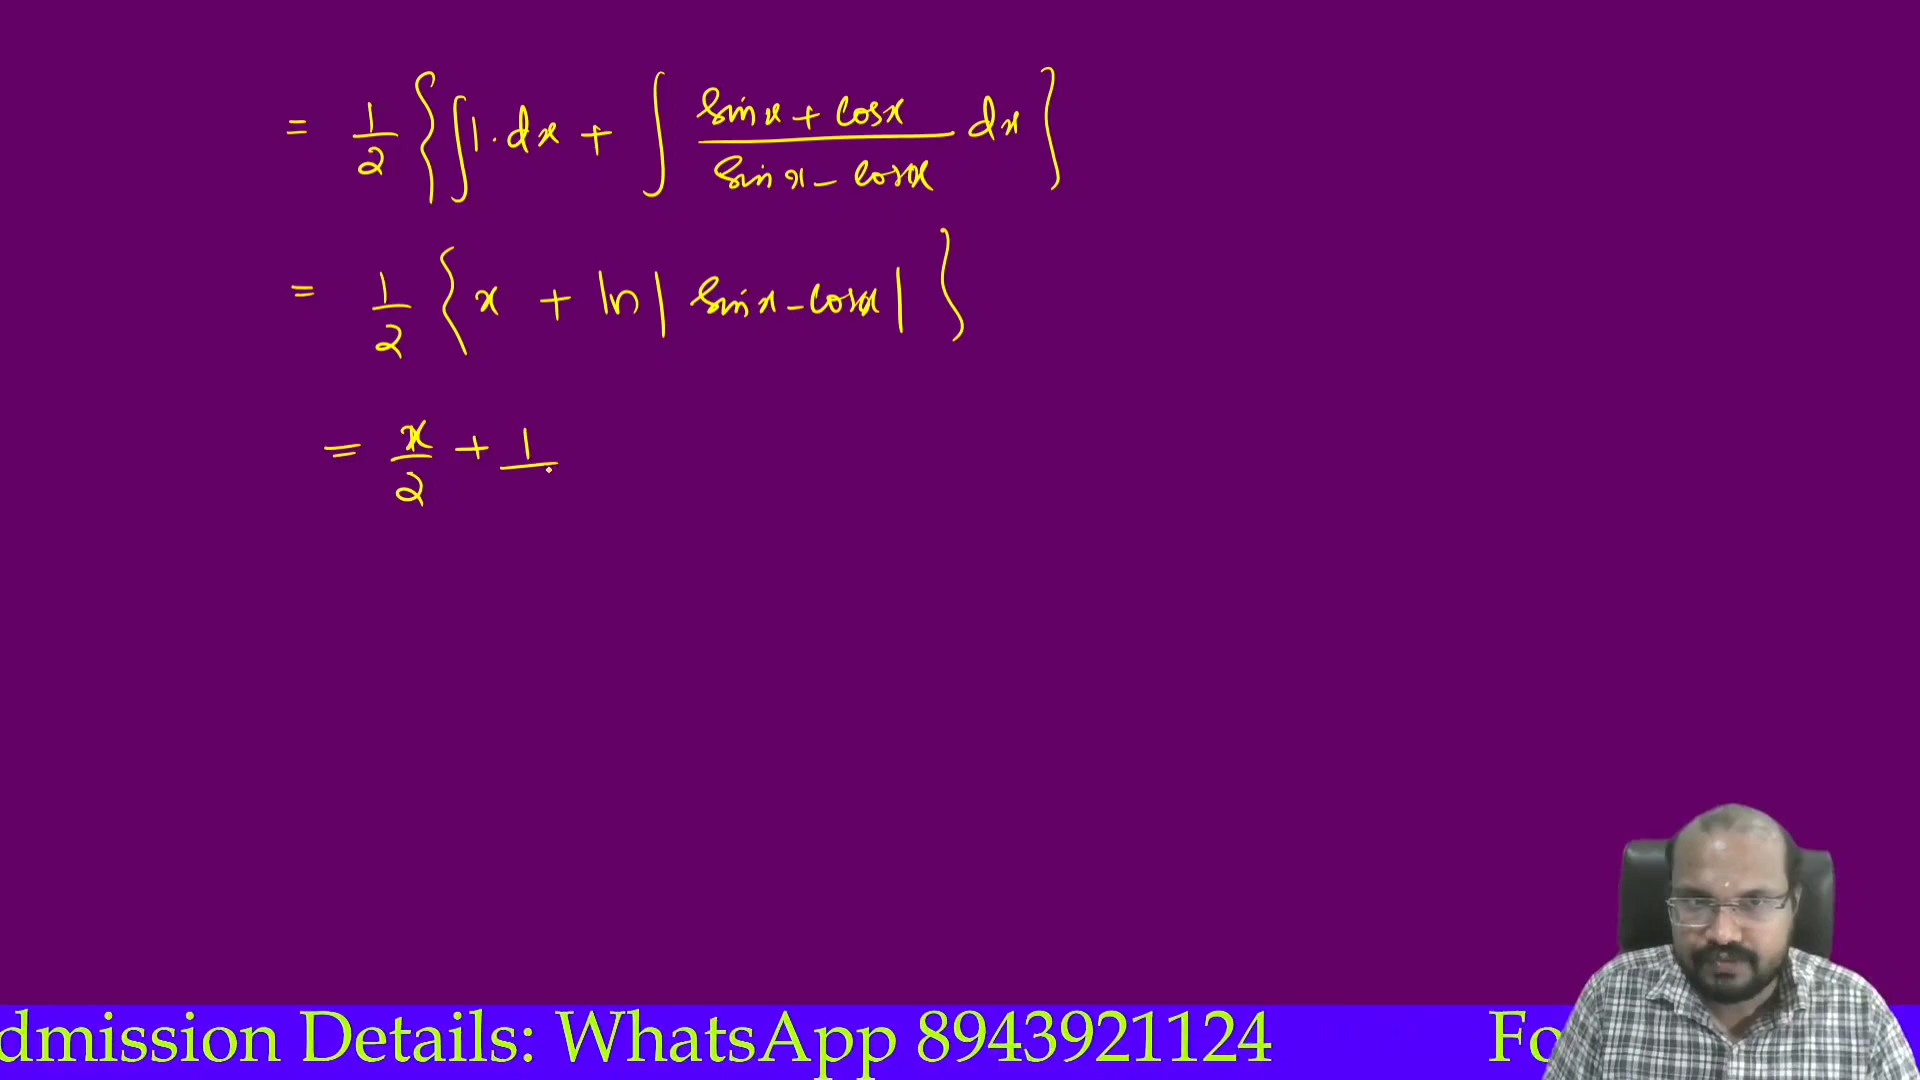 = 1/2 {∫1.dx + ∫ (sinx + cosx)/(sinx - cosx) dx}
= 1/2 {x + ln|sinx - cosx|}
= x/2 + 1/
dmission Details: WhatsApp 8943921124 Fo